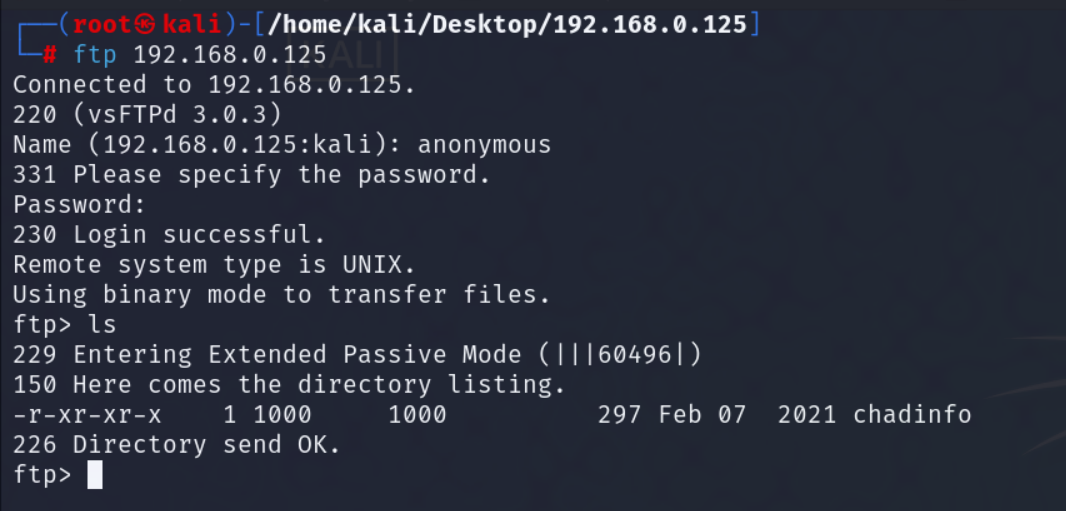 ┌──(root㉿kali)-[/home/kali/Desktop/192.168.0.125]
└─# ftp 192.168.0.125
KALI
Connected to 192.168.0.125.
220 (vsFTPd 3.0.3)
Name (192.168.0.125:kali): anonymous
331 Please specify the password.
Password:
230 Login successful.
Remote system type is UNIX.
Using binary mode to transfer files.
ftp> ls
229 Entering Extended Passive Mode (|||60496|)
150 Here comes the directory listing.
-r-xr-xr-x    1 1000     1000          297 Feb 07  2021 chadinfo
226 Directory send OK.
ftp>